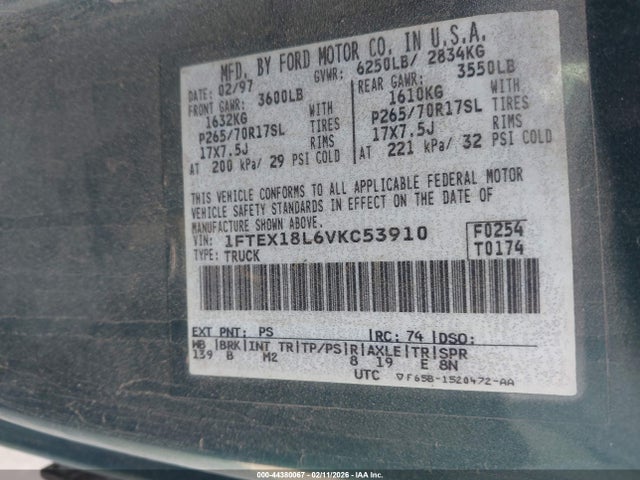 MFD. BY FORD MOTOR CO. IN U.S.A.
DATE: 02/97 GVWR: 6250LB/ 2834KG
FRONT GAWR: 3600LB REAR GAWR: 3550LB
1632KG WITH 1610KG WITH
P265/70R17SL TIRES P265/70R17SL TIRES
17X7.5J RIMS 17X7.5J RIMS
AT 200 kPa/ 29 PSI COLD AT 221 kPa/ 32 PSI COLD
THIS VEHICLE CONFORMS TO ALL APPLICABLE FEDERAL MOTOR
VEHICLE SAFETY STANDARDS IN EFFECT ON THE DATE OF
MANUFACTURE SHOWN ABOVE.
VIN: 1FTEX18L6VKC53910 F0254
TYPE: TRUCK T0174
EXT PNT: PS RC: 74 DSO:
WB BRK INT TR TP/PS R AXLE TR SPR
139 B M2 8 19 E 8N
UTC F65B-1520472-AA
000-44380067 - 02/11/2026 - IAA Corp.